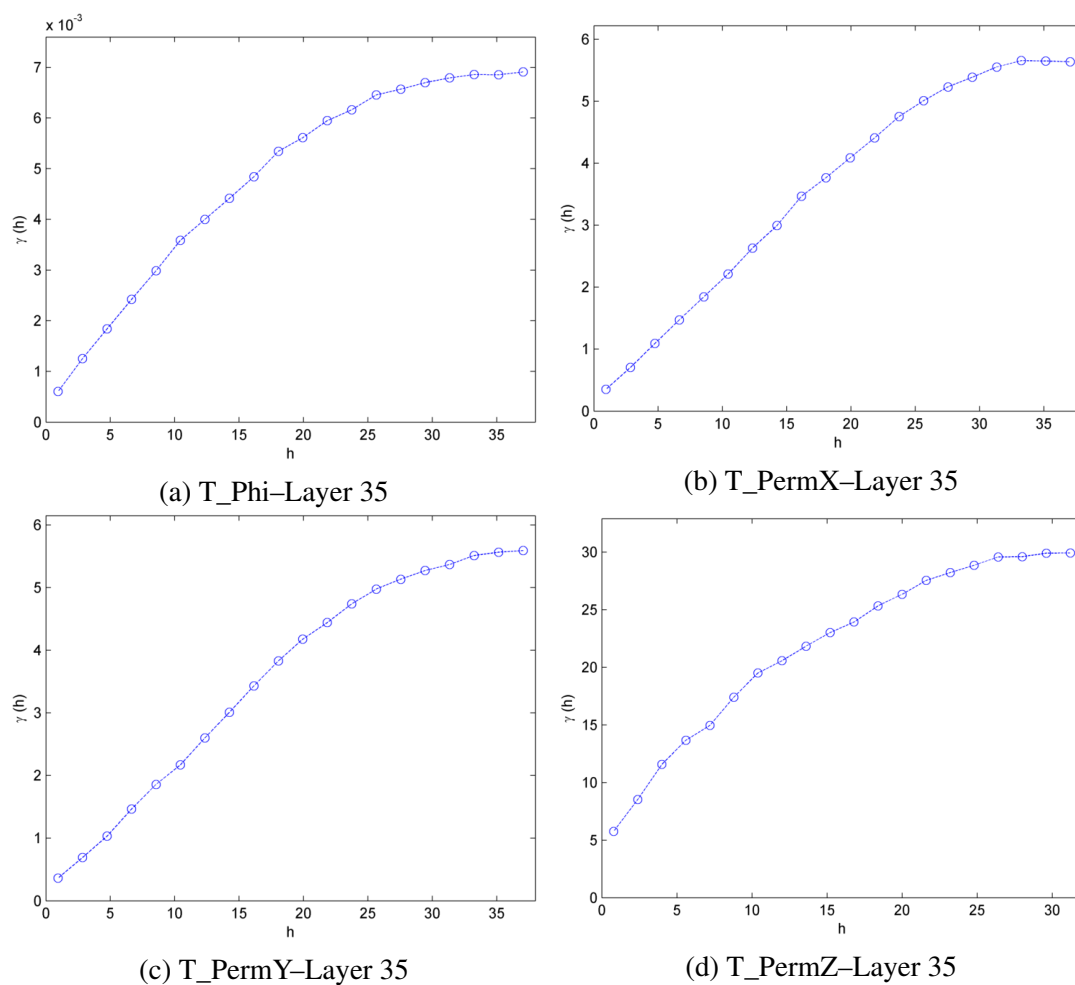 x 10⁻³
7
6
5
4
3
2
1
0
γ (h)
0 5 10 15 20 25 30 35
h
(a) T_Phi–Layer 35
6
5
4
3
2
1
0
γ (h)
0 5 10 15 20 25 30 35
h
(b) T_PermX–Layer 35
6
5
4
3
2
1
0
γ (h)
0 5 10 15 20 25 30 35
h
(c) T_PermY–Layer 35
30
25
20
15
10
5
0
γ (h)
0 5 10 15 20 25 30
h
(d) T_PermZ–Layer 35